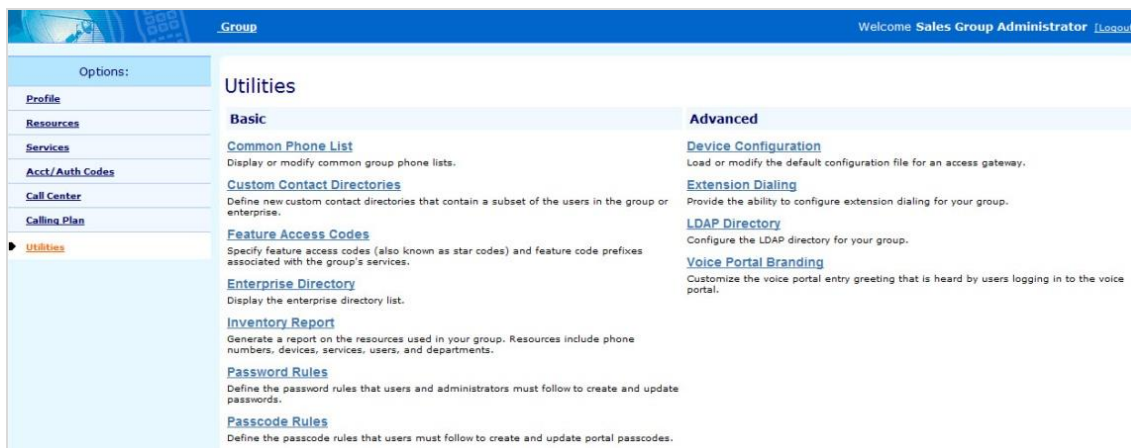 Group
Welcome Sales Group Administrator [Logout
Options:
Profile
Resources
Services
Acct/Auth Codes
Call Center
Calling Plan
Utilities
Utilities
Basic
Common Phone List
Display or modify common group phone lists.
Custom Contact Directories
Define new custom contact directories that contain a subset of the users in the group or
enterprise.
Feature Access Codes
Specify feature access codes (also known as star codes) and feature code prefixes
associated with the group's services.
Enterprise Directory
Display the enterprise directory list.
Inventory Report
Generate a report on the resources used in your group. Resources include phone
numbers, devices, services, users, and departments.
Password Rules
Define the password rules that users and administrators must follow to create and update
passwords.
Passcode Rules
Define the passcode rules that users must follow to create and update portal passcodes.
Advanced
Device Configuration
Load or modify the default configuration file for an access gateway.
Extension Dialing
Provide the ability to configure extension dialing for your group.
LDAP Directory
Configure the LDAP directory for your group.
Voice Portal Branding
Customize the voice portal entry greeting that is heard by users logging in to the voice
portal.